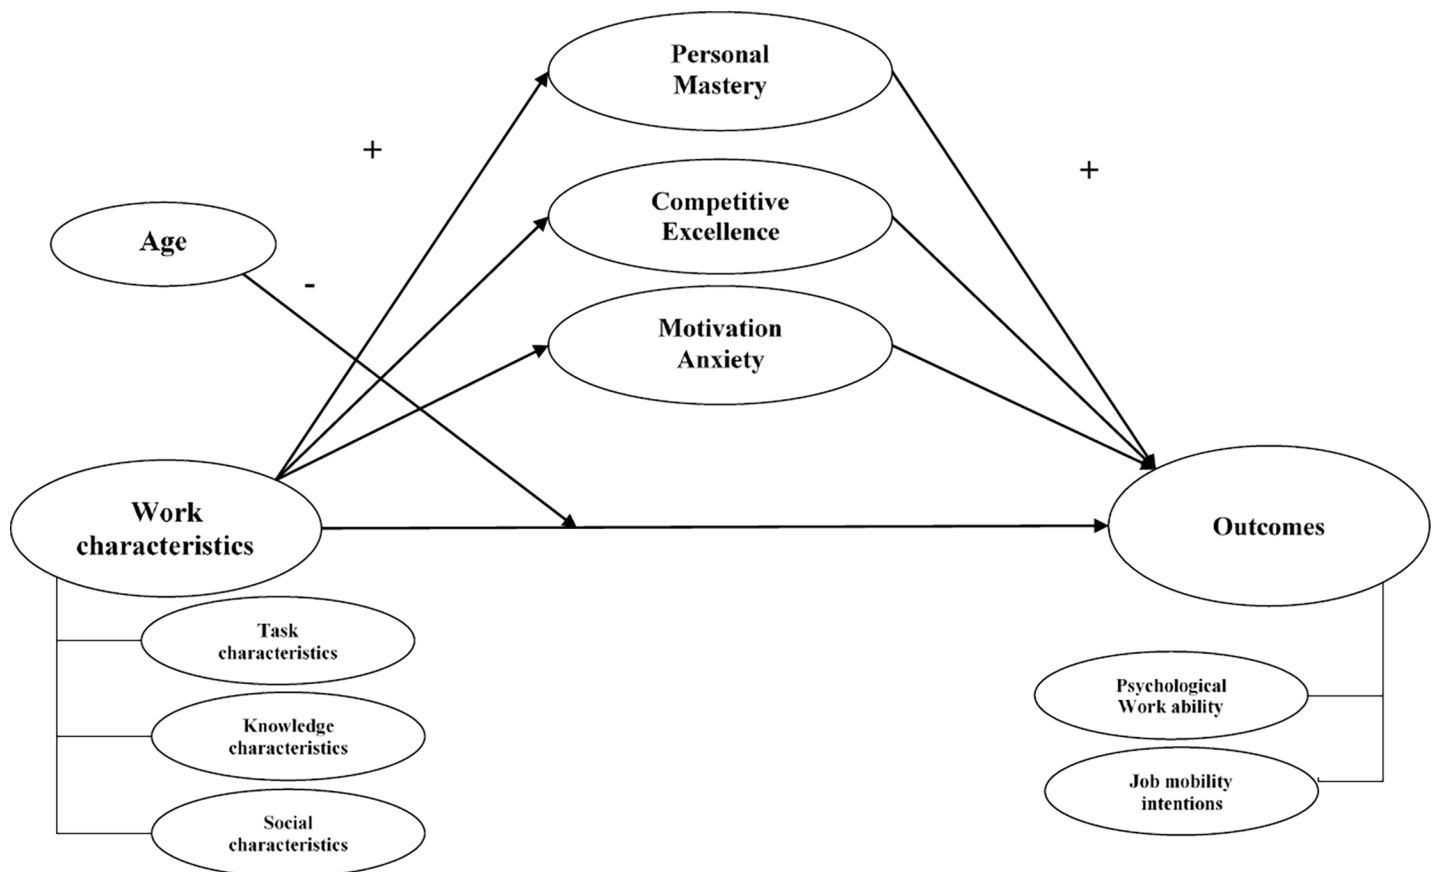 Personal
Mastery
+
+
Competitive
Excellence
Age
-
Motivation
Anxiety
Work
characteristics
Outcomes
Task
characteristics
Knowledge
characteristics
Social
characteristics
Psychological
Work ability
Job mobility
intentions